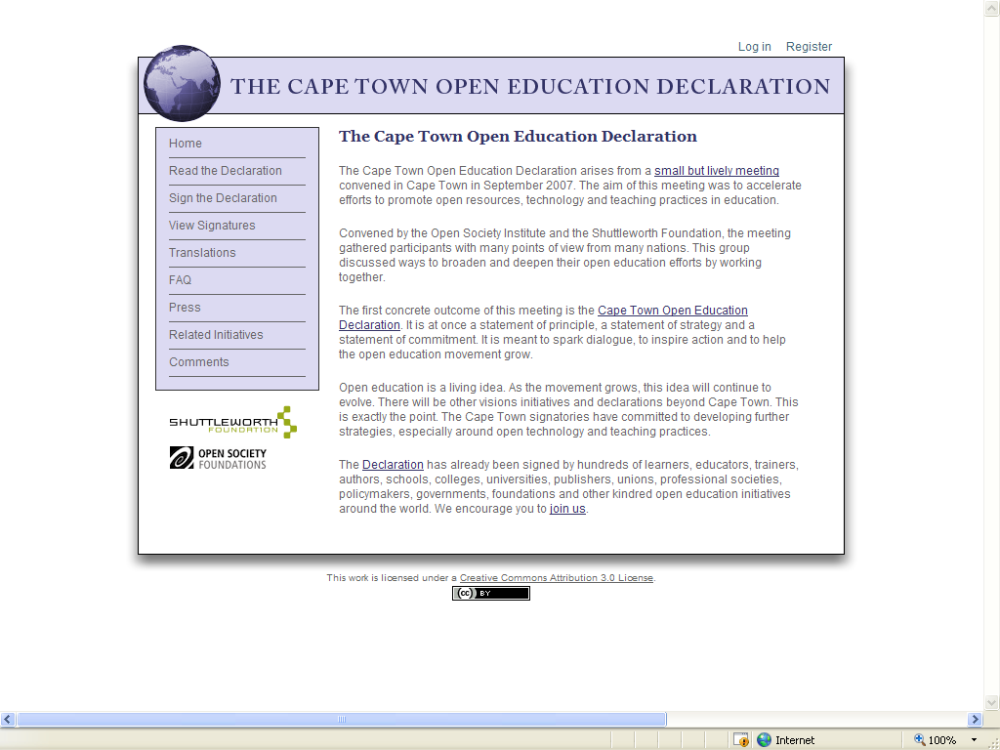 Log in Register
THE CAPE TOWN OPEN EDUCATION DECLARATION
Home
Read the Declaration
Sign the Declaration
View Signatures
Translations
FAQ
Press
Related Initiatives
Comments
SHUTTLEWORTH
FOUNDATION
OPEN SOCIETY
FOUNDATIONS
The Cape Town Open Education Declaration
The Cape Town Open Education Declaration arises from a small but lively meeting
convened in Cape Town in September 2007. The aim of this meeting was to accelerate
efforts to promote open resources, technology and teaching practices in education.
Convened by the Open Society Institute and the Shuttleworth Foundation, the meeting
gathered participants with many points of view from many nations. This group
discussed ways to broaden and deepen their open education efforts by working
together.
The first concrete outcome of this meeting is the Cape Town Open Education
Declaration. It is at once a statement of principle, a statement of strategy and a
statement of commitment. It is meant to spark dialogue, to inspire action and to help
the open education movement grow.
Open education is a living idea. As the movement grows, this idea will continue to
evolve. There will be other visions initiatives and declarations beyond Cape Town. This
is exactly the point. The Cape Town signatories have committed to developing further
strategies, especially around open technology and teaching practices.
The Declaration has already been signed by hundreds of learners, educators, trainers,
authors, schools, colleges, universities, publishers, unions, professional societies,
policymakers, governments, foundations and other kindred open education initiatives
around the world. We encourage you to join us.
This work is licensed under a Creative Commons Attribution 3.0 License.
cc BY
Internet 100%